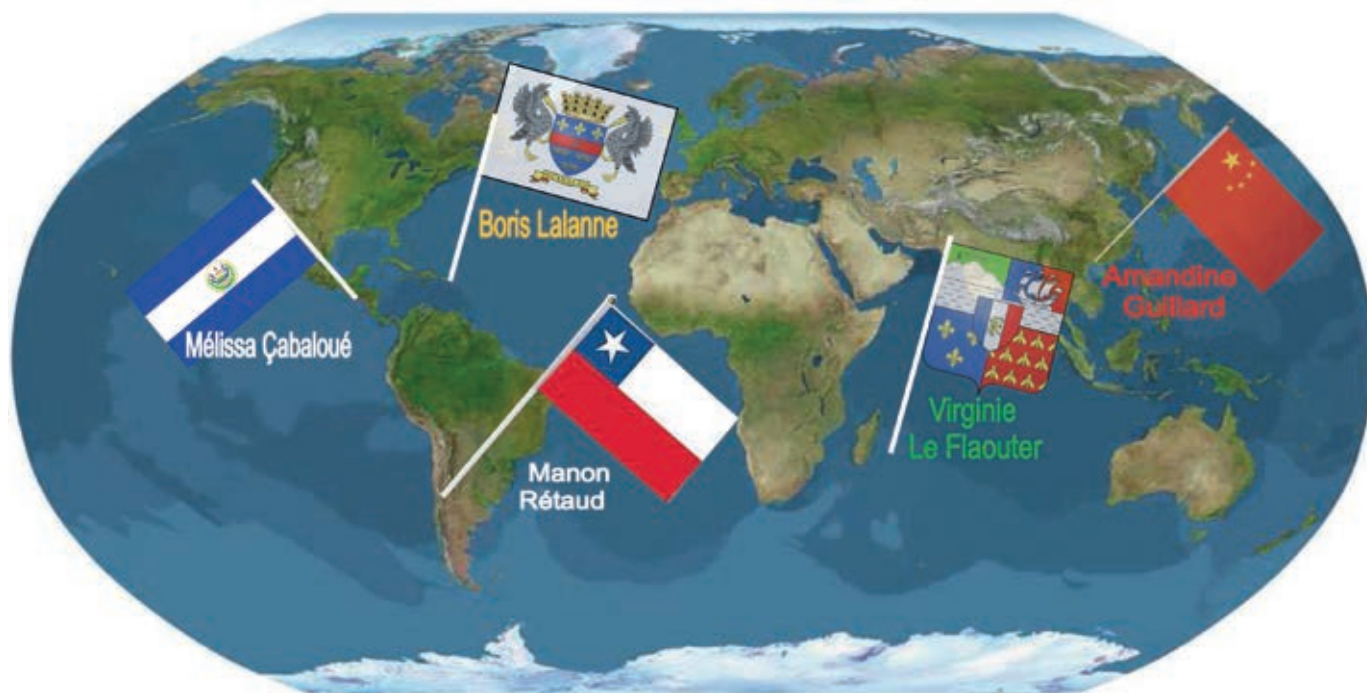 Boris Lalanne
Amandine
Guillard
Mélissa Çabaloué
Virginie
Le Flaouter
Manon
Rétaud